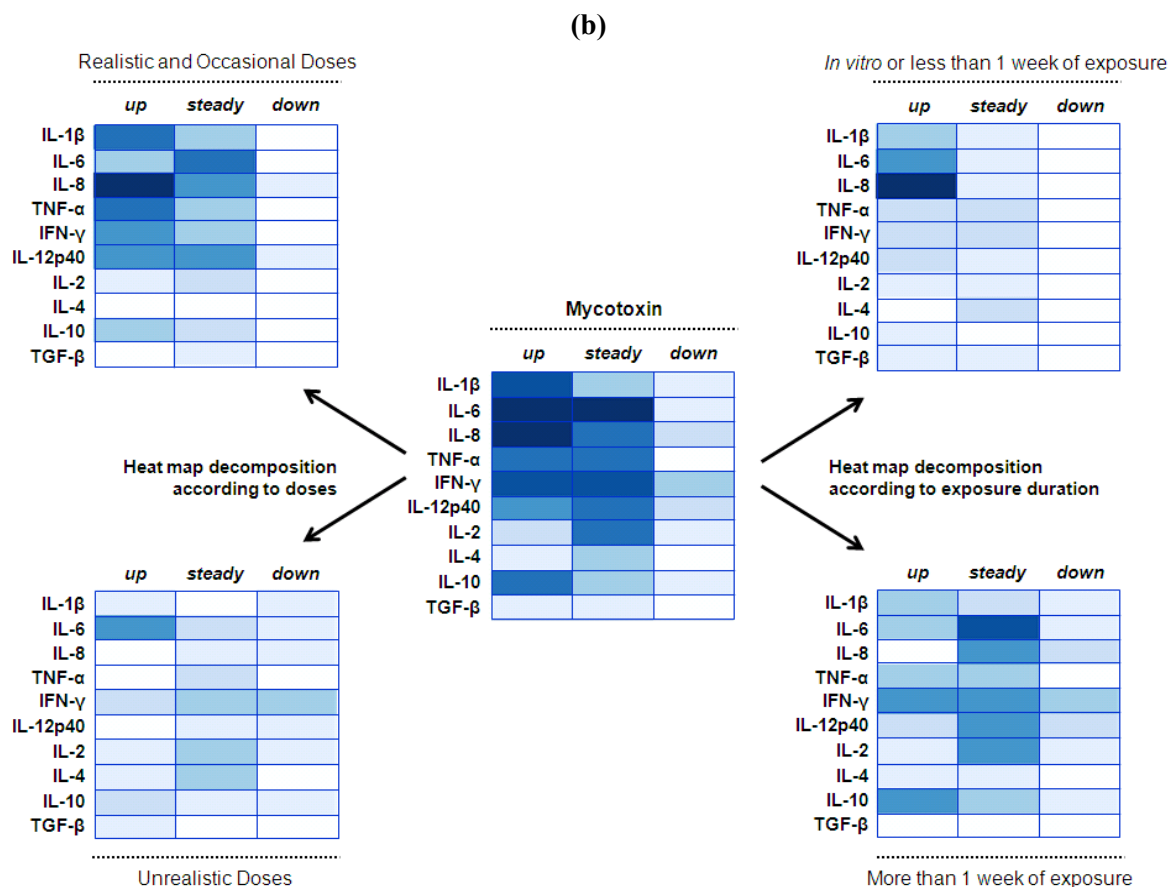 (b)
Realistic and Occasional Doses
up steady down
IL-1β
IL-6
IL-8
TNF-α
IFN-γ
IL-12p40
IL-2
IL-4
IL-10
TGF-β
In vitro or less than 1 week of exposure
up steady down
IL-1β
IL-6
IL-8
TNF-α
IFN-γ
IL-12p40
IL-2
IL-4
IL-10
TGF-β
Mycotoxin
up steady down
IL-1β
IL-6
IL-8
TNF-α
IFN-γ
IL-12p40
IL-2
IL-4
IL-10
TGF-β
Heat map decomposition
according to doses
Heat map decomposition
according to exposure duration
up steady down
IL-1β
IL-6
IL-8
TNF-α
IFN-γ
IL-12p40
IL-2
IL-4
IL-10
TGF-β
Unrealistic Doses
up steady down
IL-1β
IL-6
IL-8
TNF-α
IFN-γ
IL-12p40
IL-2
IL-4
IL-10
TGF-β
More than 1 week of exposure